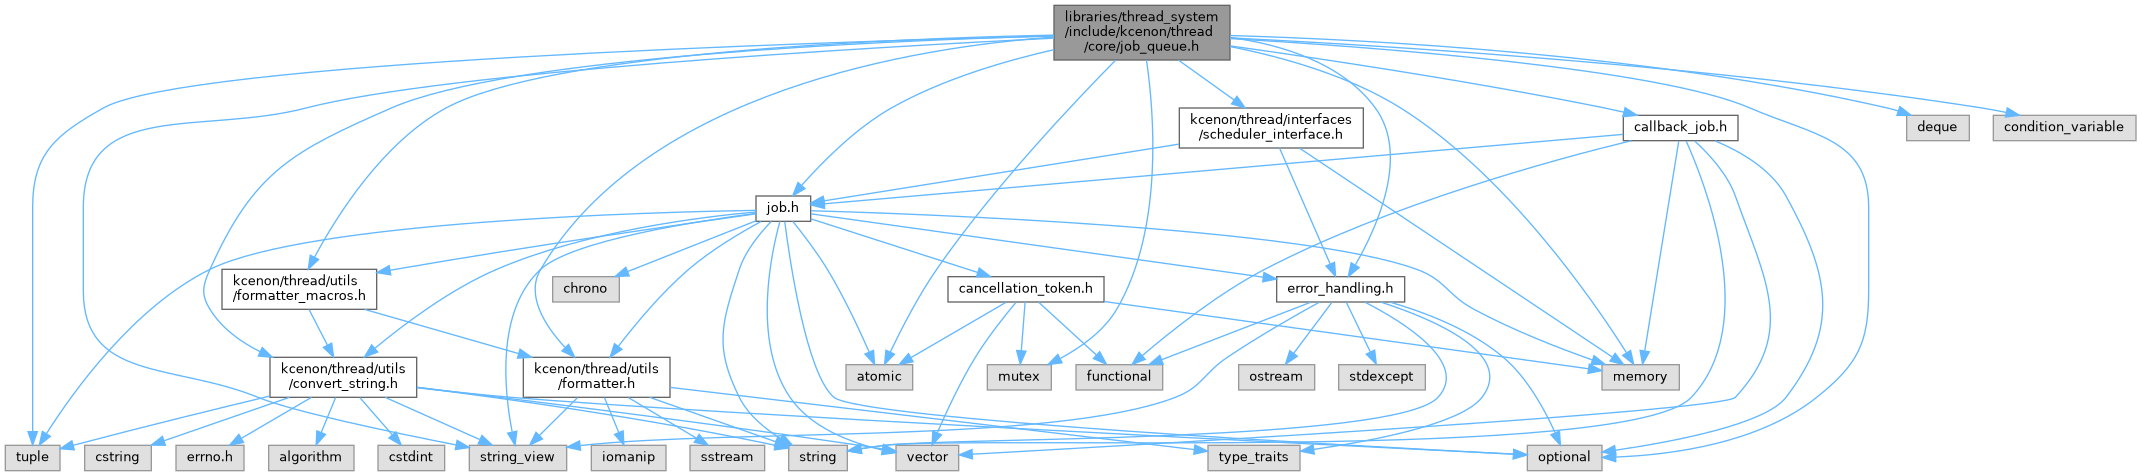 libraries/thread_system
/include/kcenon/thread
/core/job_queue.h
kcenon/thread/interfaces
/scheduler_interface.h
callback_job.h
deque
condition_variable
job.h
kcenon/thread/utils
/formatter_macros.h
chrono
cancellation_token.h
error_handling.h
kcenon/thread/utils
/convert_string.h
kcenon/thread/utils
/formatter.h
atomic
mutex
functional
ostream
stdexcept
memory
tuple
cstring
errno.h
algorithm
cstdint
string_view
iomanip
sstream
string
vector
type_traits
optional